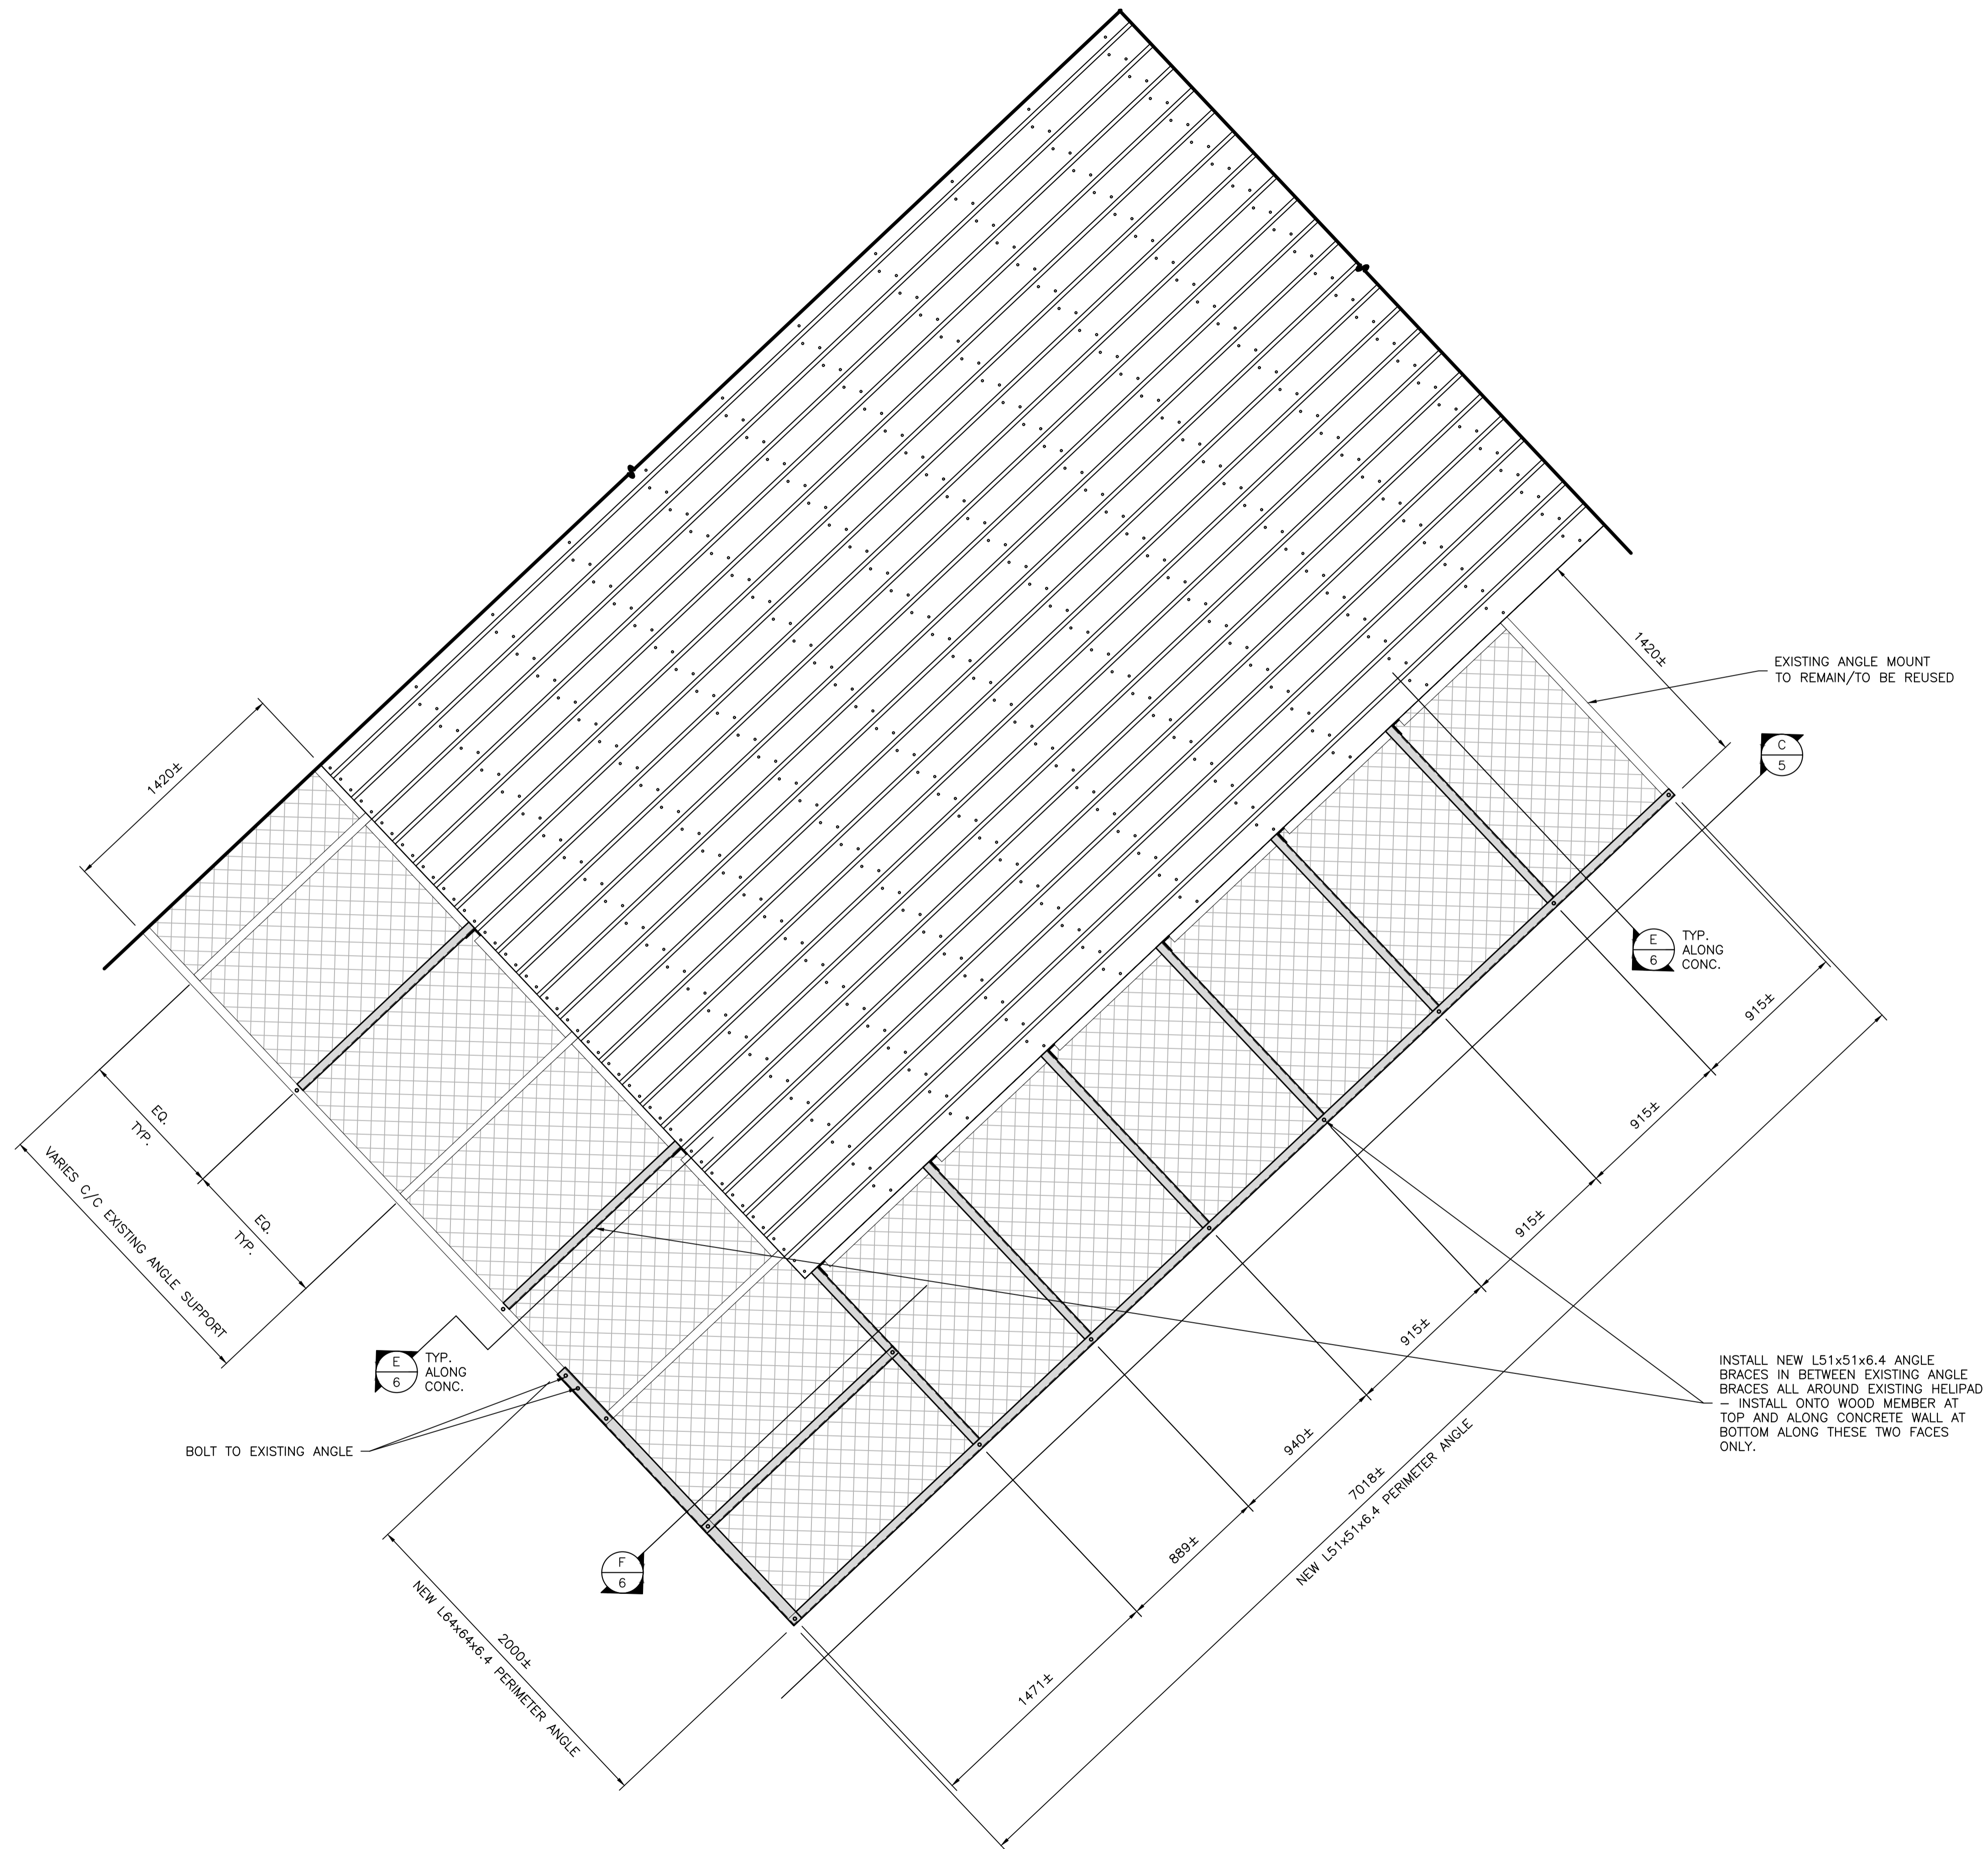 1420±
EXISTING ANGLE MOUNT
TO REMAIN/TO BE REUSED
C
5
1420±
E
6
TYP.
ALONG
CONC.
915±
915±
915±
915±
940±
889±
1471±
7018±
NEW L51x51x6.4 PERIMETER ANGLE
EQ.
TYP.
EQ.
TYP.
VARIES C/C EXISTING ANGLE SUPPORT
E
6
TYP.
ALONG
CONC.
BOLT TO EXISTING ANGLE
INSTALL NEW L51x51x6.4 ANGLE
BRACES IN BETWEEN EXISTING ANGLE
BRACES ALL AROUND EXISTING HELIPAD
– INSTALL ONTO WOOD MEMBER AT
TOP AND ALONG CONCRETE WALL AT
BOTTOM ALONG THESE TWO FACES
ONLY.
F
6
2000±
NEW L64x64x6.4 PERIMETER ANGLE